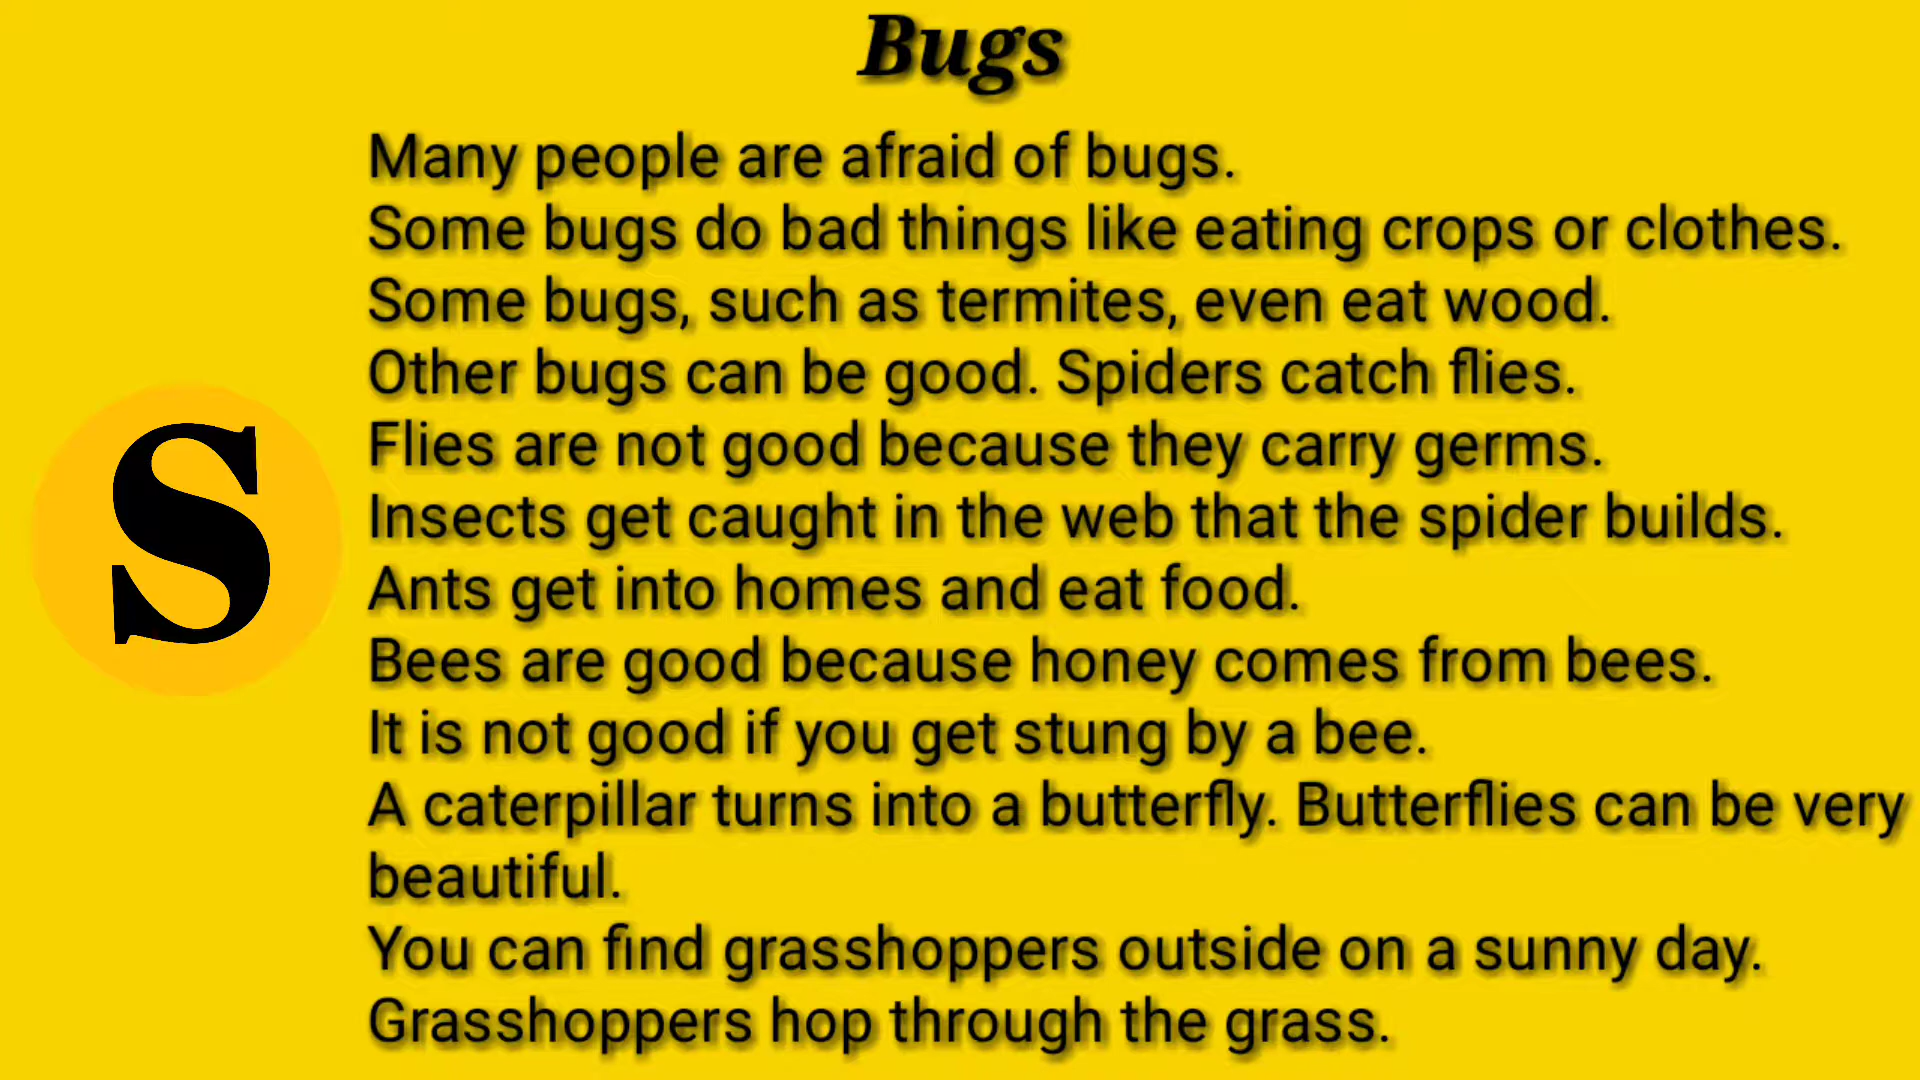 Bugs
Many people are afraid of bugs.
Some bugs do bad things like eating crops or clothes.
Some bugs, such as termites, even eat wood.
Other bugs can be good. Spiders catch flies.
Flies are not good because they carry germs.
Insects get caught in the web that the spider builds.
Ants get into homes and eat food.
Bees are good because honey comes from bees.
It is not good if you get stung by a bee.
A caterpillar turns into a butterfly. Butterflies can be very
beautiful.
You can find grasshoppers outside on a sunny day.
Grasshoppers hop through the grass.
S